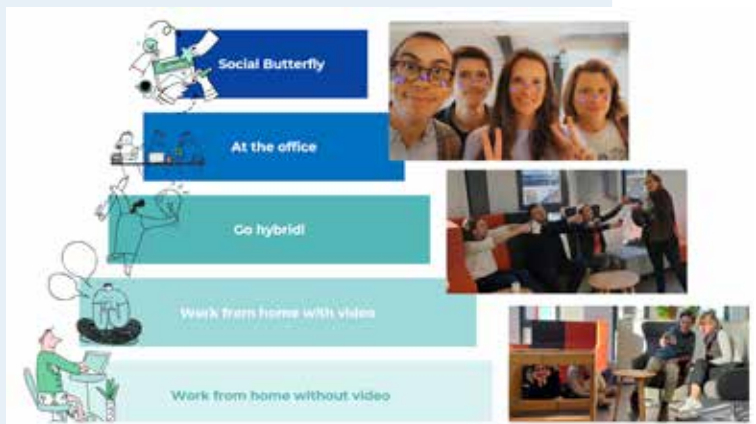 Social Butterfly
At the office
Go hybrid!
Work from home with video
Work from home without video